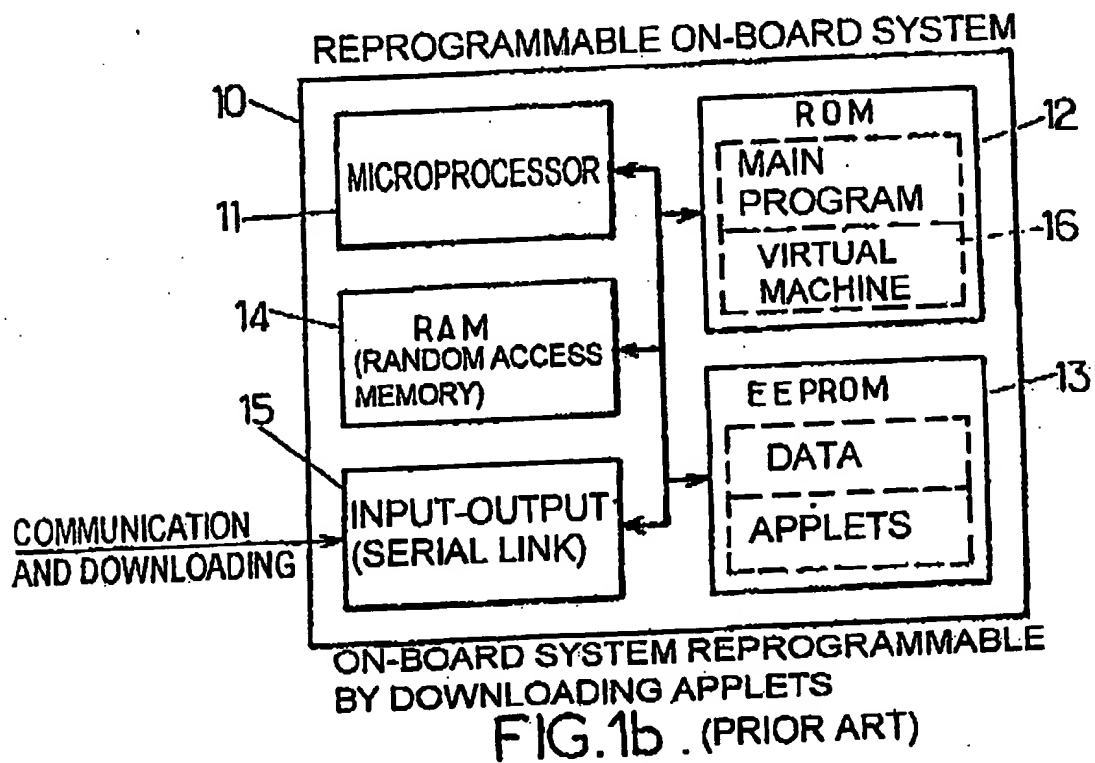 REPROGRAMMABLE ON-BOARD SYSTEM
10
MICROPROCESSOR
11
ROM
12
MAIN
PROGRAM
16
VIRTUAL
MACHINE
14
RAM
(RANDOM ACCESS
MEMORY)
EEPROM
13
DATA
APPLETS
15
INPUT-OUTPUT
(SERIAL LINK)
COMMUNICATION
AND DOWNLOADING
ON-BOARD SYSTEM REPROGRAMMABLE
BY DOWNLOADING APPLETS
FIG.1b . (PRIOR ART)